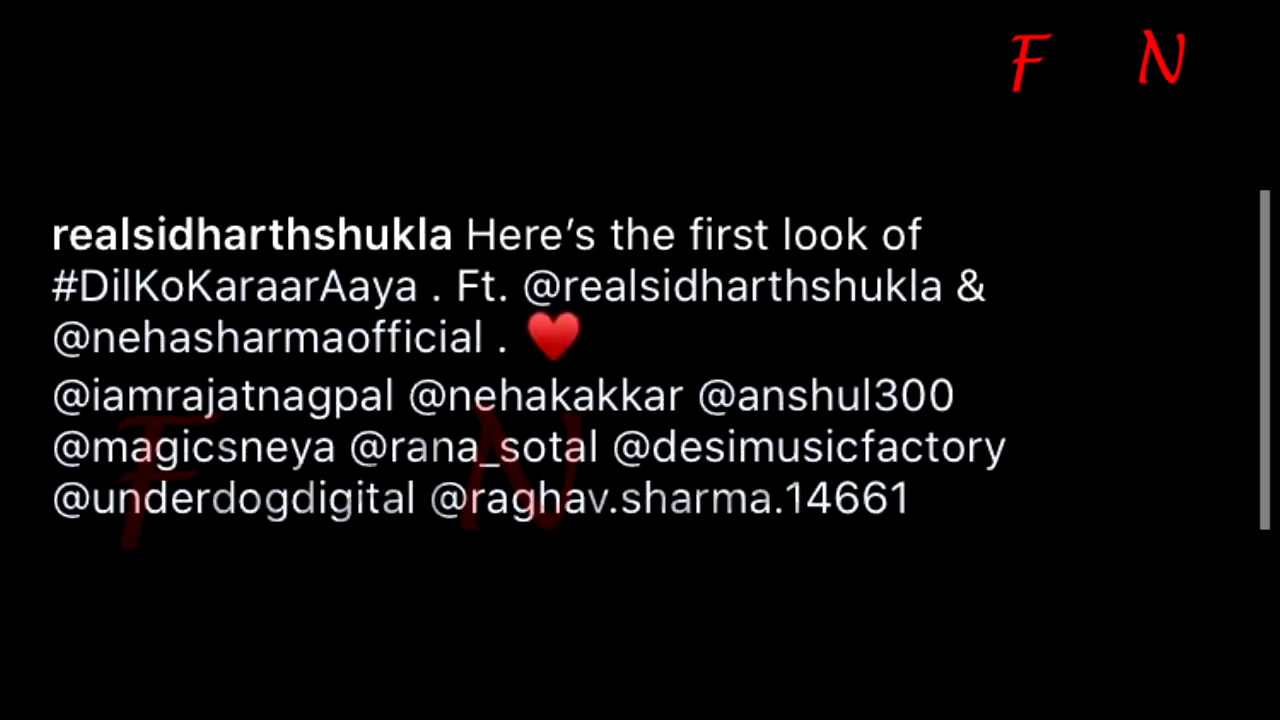 F N
realsidharthshukla Here’s the first look of
#DilKoKaraarAaya . Ft. @realsidharthshukla &
@nehasharmaofficial . ♥️
@iamrajatnagpal @nehakakkar @anshul300
@magicsneya @rana_sotal @desimusicfactory
@underdogdigital @raghav.sharma.14661
F N